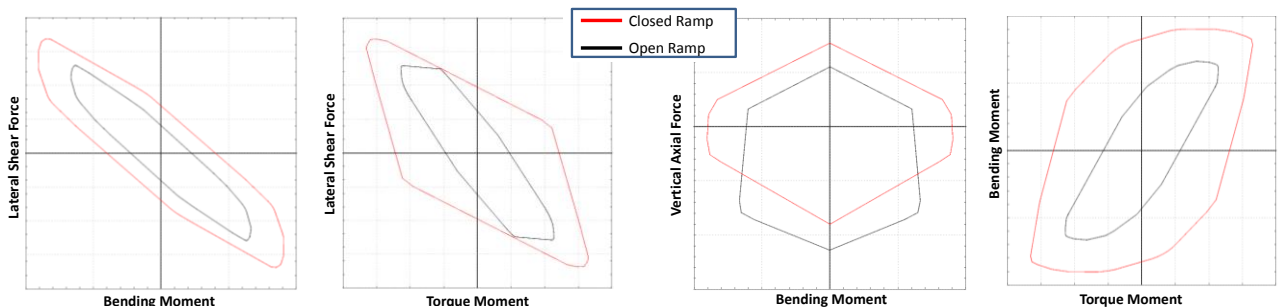 Closed Ramp
Open Ramp
Lateral Shear Force
Bending Moment
Lateral Shear Force
Torque Moment
Vertical Axial Force
Bending Moment
Bending Moment
Torque Moment